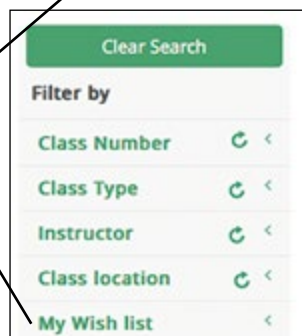 Clear Search
Filter by
Class Number
Class Type
Instructor
Class location
My Wish list